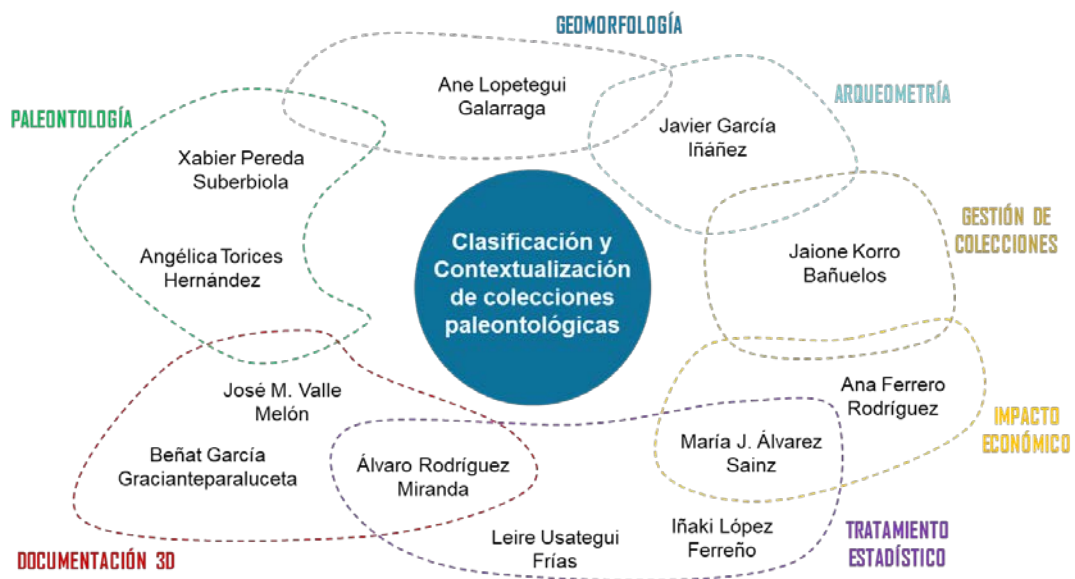 GEOMORFOLOGÍA
Ane Lopetegui
Galarraga
ARQUEOMETRÍA
Javier García
Iñáñez
PALEONTOLOGÍA
Xabier Pereda
Suberbiola
Angélica Torices
Hernández
Clasificación y
Contextualización
de colecciones
paleontológicas
GESTIÓN DE
COLECCIONES
Jaione Korro
Bañuelos
José M. Valle
Melón
Beñat García
Gracianteparaluceta
Álvaro Rodríguez
Miranda
Ana Ferrero
Rodríguez
IMPACTO
ECONÓMICO
María J. Álvarez
Sainz
Leire Usategui
Frías
Iñaki López
Ferreño
TRATAMIENTO
ESTADÍSTICO
DOCUMENTACIÓN 3D